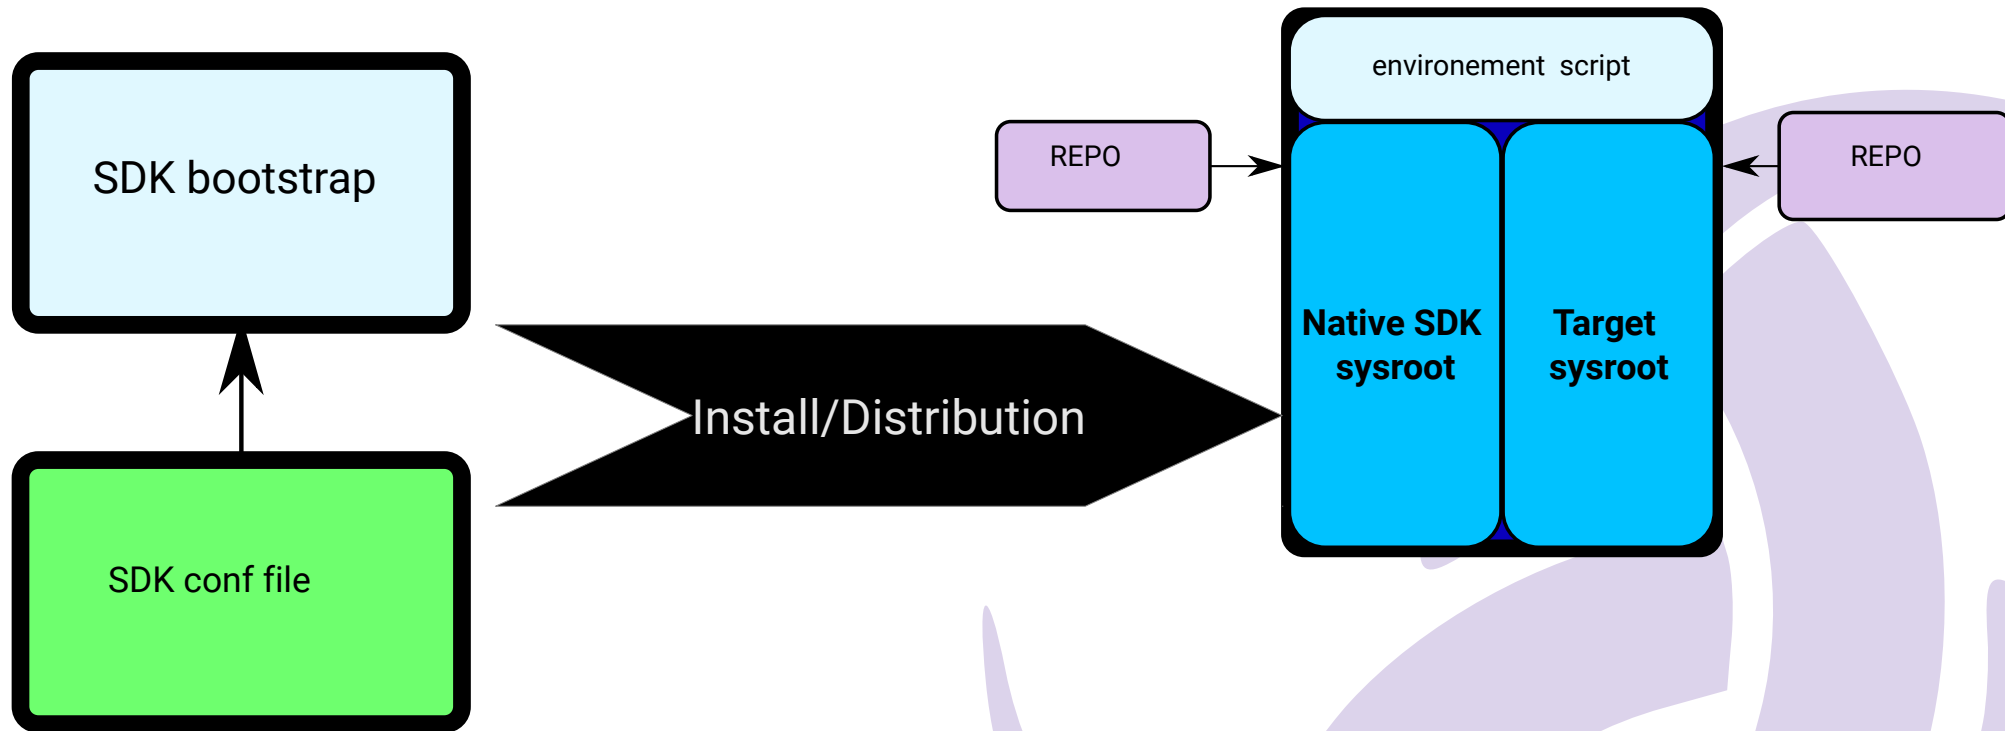 SDK bootstrap
SDK conf file
Install/Distribution
REPO
environement  script
Native SDK
sysroot
Target
sysroot
REPO